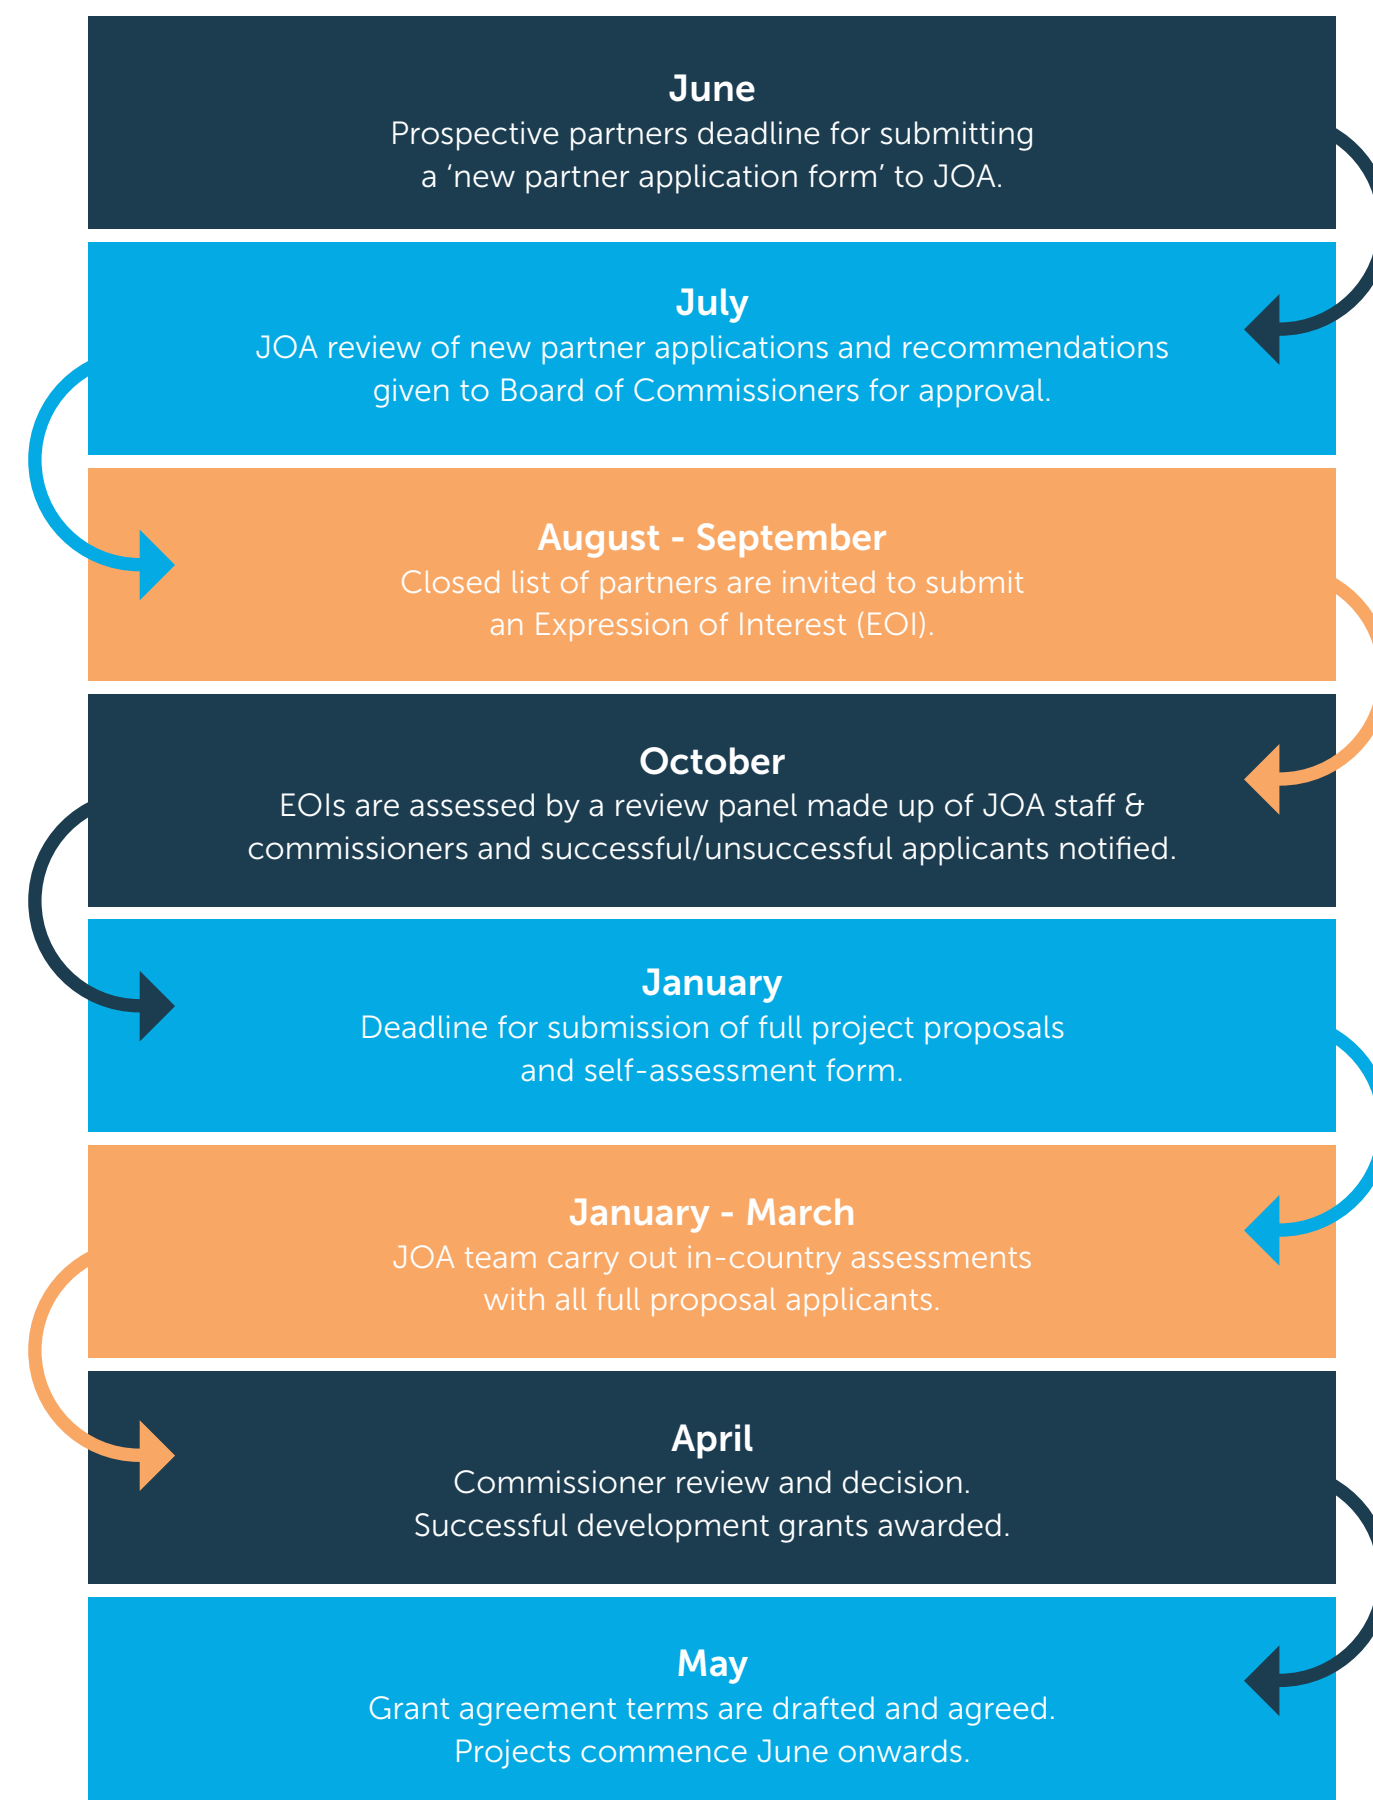 June
Prospective partners deadline for submitting
a ‘new partner application form’ to JOA.
July
JOA review of new partner applications and recommendations
given to Board of Commissioners for approval.
August - September
Closed list of partners are invited to submit
an Expression of Interest (EOI).
October
EOIs are assessed by a review panel made up of JOA staff &
commissioners and successful/unsuccessful applicants notified.
January
Deadline for submission of full project proposals
and self-assessment form.
January - March
JOA team carry out in-country assessments
with all full proposal applicants.
April
Commissioner review and decision.
Successful development grants awarded.
May
Grant agreement terms are drafted and agreed.
Projects commence June onwards.